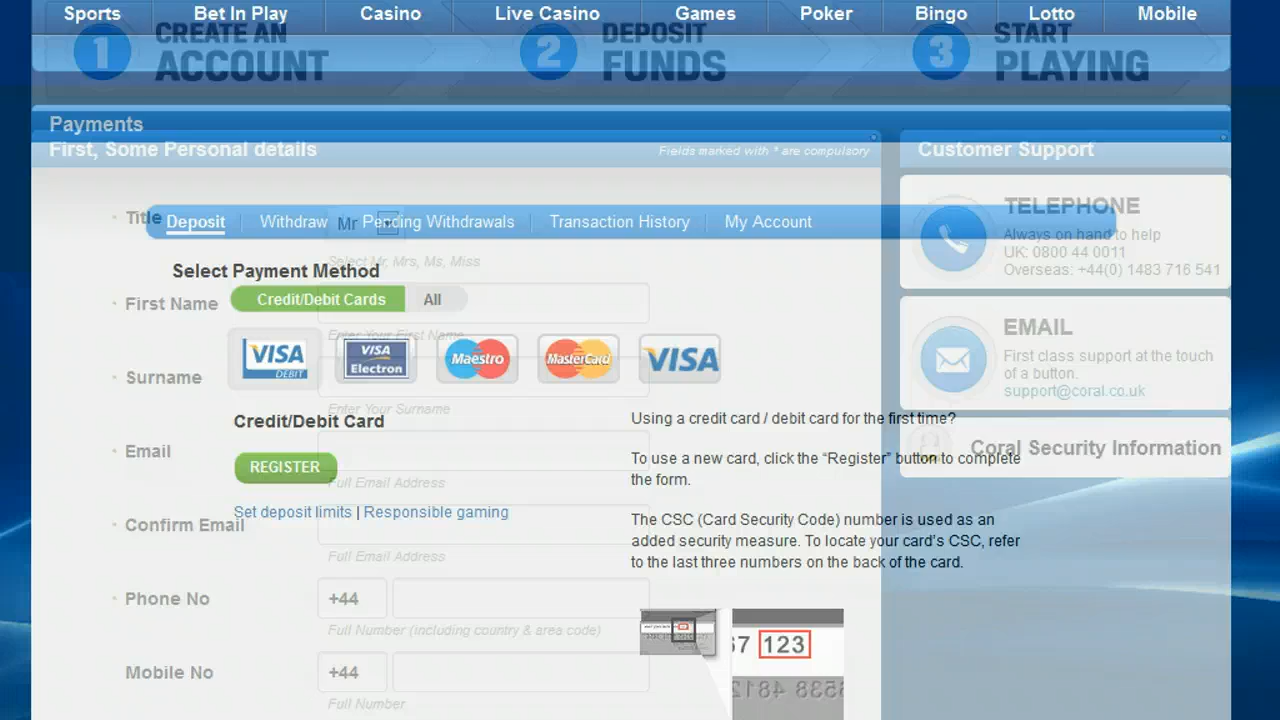 Sports Bet In Play Casino Live Casino Games Poker Bingo Lotto Mobile
1 CREATE AN ACCOUNT
2 DEPOSIT FUNDS
3 START PLAYING
Payments
First, Some Personal details
Fields marked with * are compulsory
Customer Support
Title
Mr
Deposit Withdraw Pending Withdrawals Transaction History My Account
Select Mr, Mrs, Ms, Miss
Select Payment Method
First Name
Credit/Debit Cards All
Enter Your First Name
VISA DEBIT
VISA Electron
Maestro
MasterCard
VISA
Surname
Enter Your Surname
Credit/Debit Card
Email
REGISTER
Full Email Address
Set deposit limits | Responsible gaming
Confirm Email
Full Email Address
Phone No
+44
Full Number (including country & area code)
Mobile No
+44
Full Number
Using a credit card / debit card for the first time?
To use a new card, click the “Register” button to complete
the form.
The CSC (Card Security Code) number is used as an
added security measure. To locate your card’s CSC, refer
to the last three numbers on the back of the card.
67 123
TELEPHONE
Always on hand to help
UK: 0800 44 0011
Overseas: +44(0) 1483 716 541
EMAIL
First class support at the touch
of a button.
support@coral.co.uk
Coral Security Information